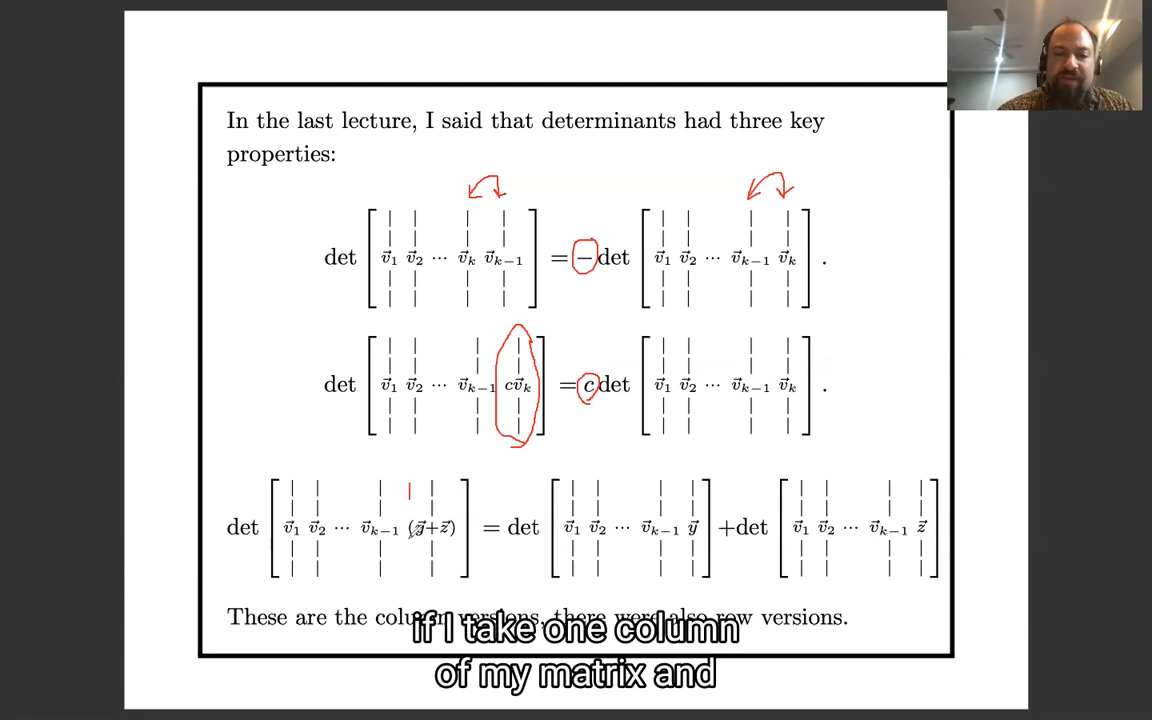 In the last lecture, I said that determinants had three key
properties:
det [v⃗₁ v⃗₂ ⋯ v⃗ₖ v⃗ₖ₋₁] = −det [v⃗₁ v⃗₂ ⋯ v⃗ₖ₋₁ v⃗ₖ].
det [v⃗₁ v⃗₂ ⋯ v⃗ₖ₋₁ cv⃗ₖ] = c det [v⃗₁ v⃗₂ ⋯ v⃗ₖ₋₁ v⃗ₖ].
det [v⃗₁ v⃗₂ ⋯ v⃗ₖ₋₁ (y⃗+z⃗)] = det [v⃗₁ v⃗₂ ⋯ v⃗ₖ₋₁ y⃗] +det [v⃗₁ v⃗₂ ⋯ v⃗ₖ₋₁ z⃗]
These are the column versions, there were also row versions.
if I take one column
of my matrix and